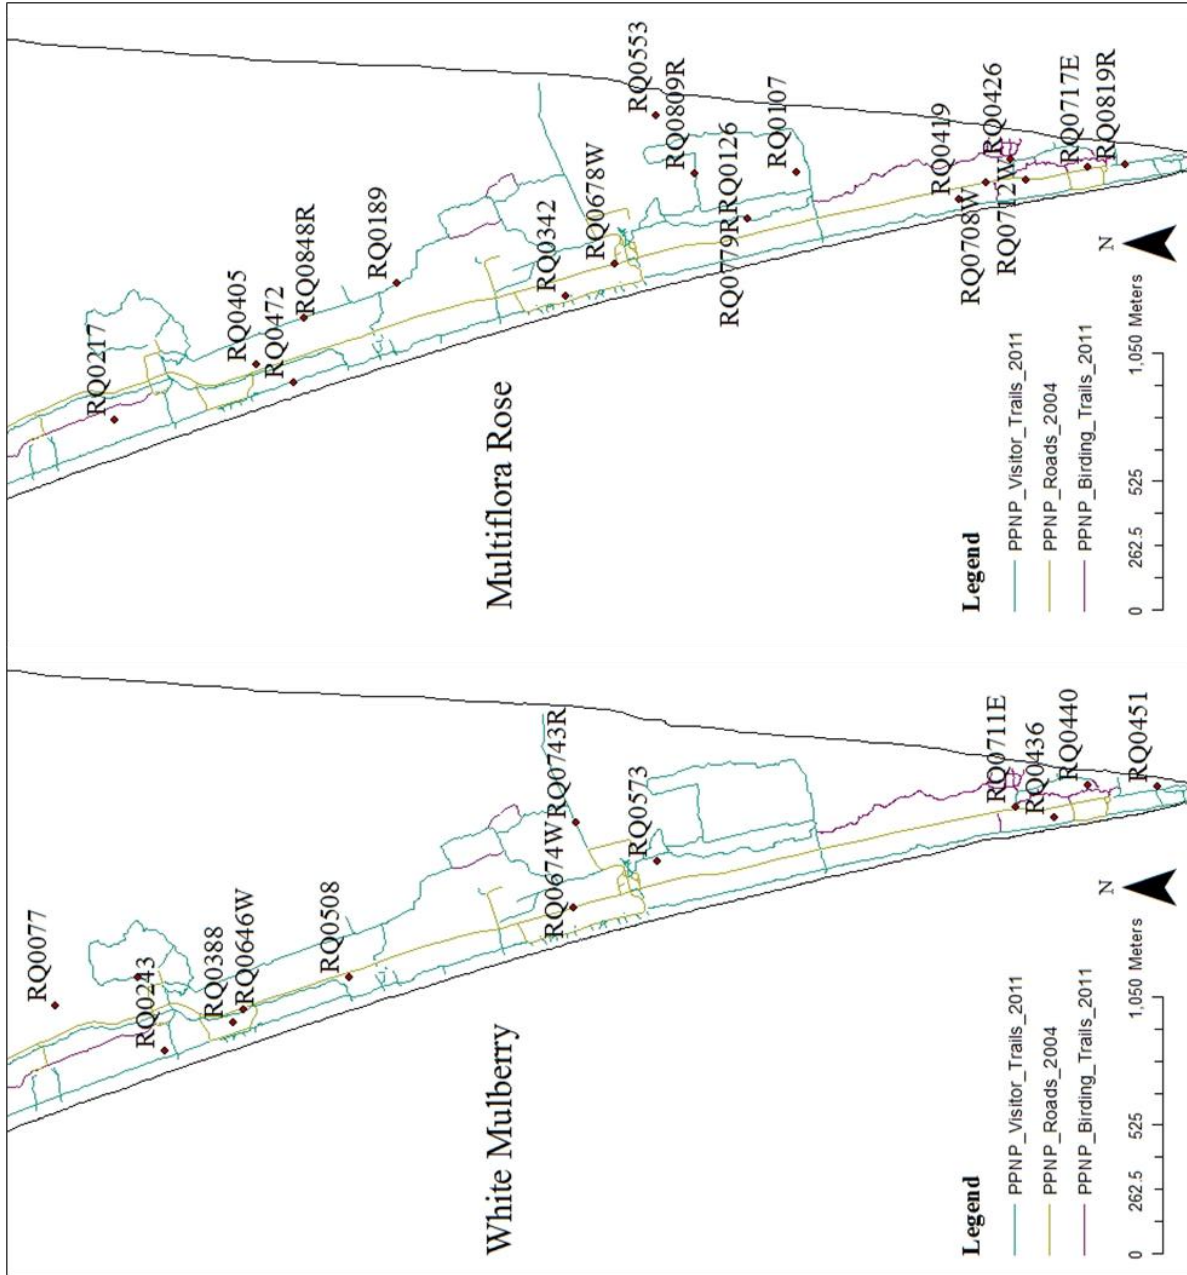 RQ0077
RQ0243
RQ0388
RQ0646W
RQ0508
RQ0674W
RQ0743R
RQ0573
RQ0711E
RQ0436
RQ0440
RQ0451
White Mulberry
N
Legend
PPNP_Visitor_Trails_2011
PPNP_Roads_2004
PPNP_Birding_Trails_2011
0 262.5 525 1,050 Meters
RQ0217
RQ0405
RQ0472
RQ0848R
RQ0189
RQ0342
RQ0678W
RQ0553
RQ0809R
RQ0779R
RQ0126
RQ0107
RQ0419
RQ0708W
RQ0426
RQ0712W
RQ0717E
RQ0819R
Multiflora Rose
N
Legend
PPNP_Visitor_Trails_2011
PPNP_Roads_2004
PPNP_Birding_Trails_2011
0 262.5 525 1,050 Meters